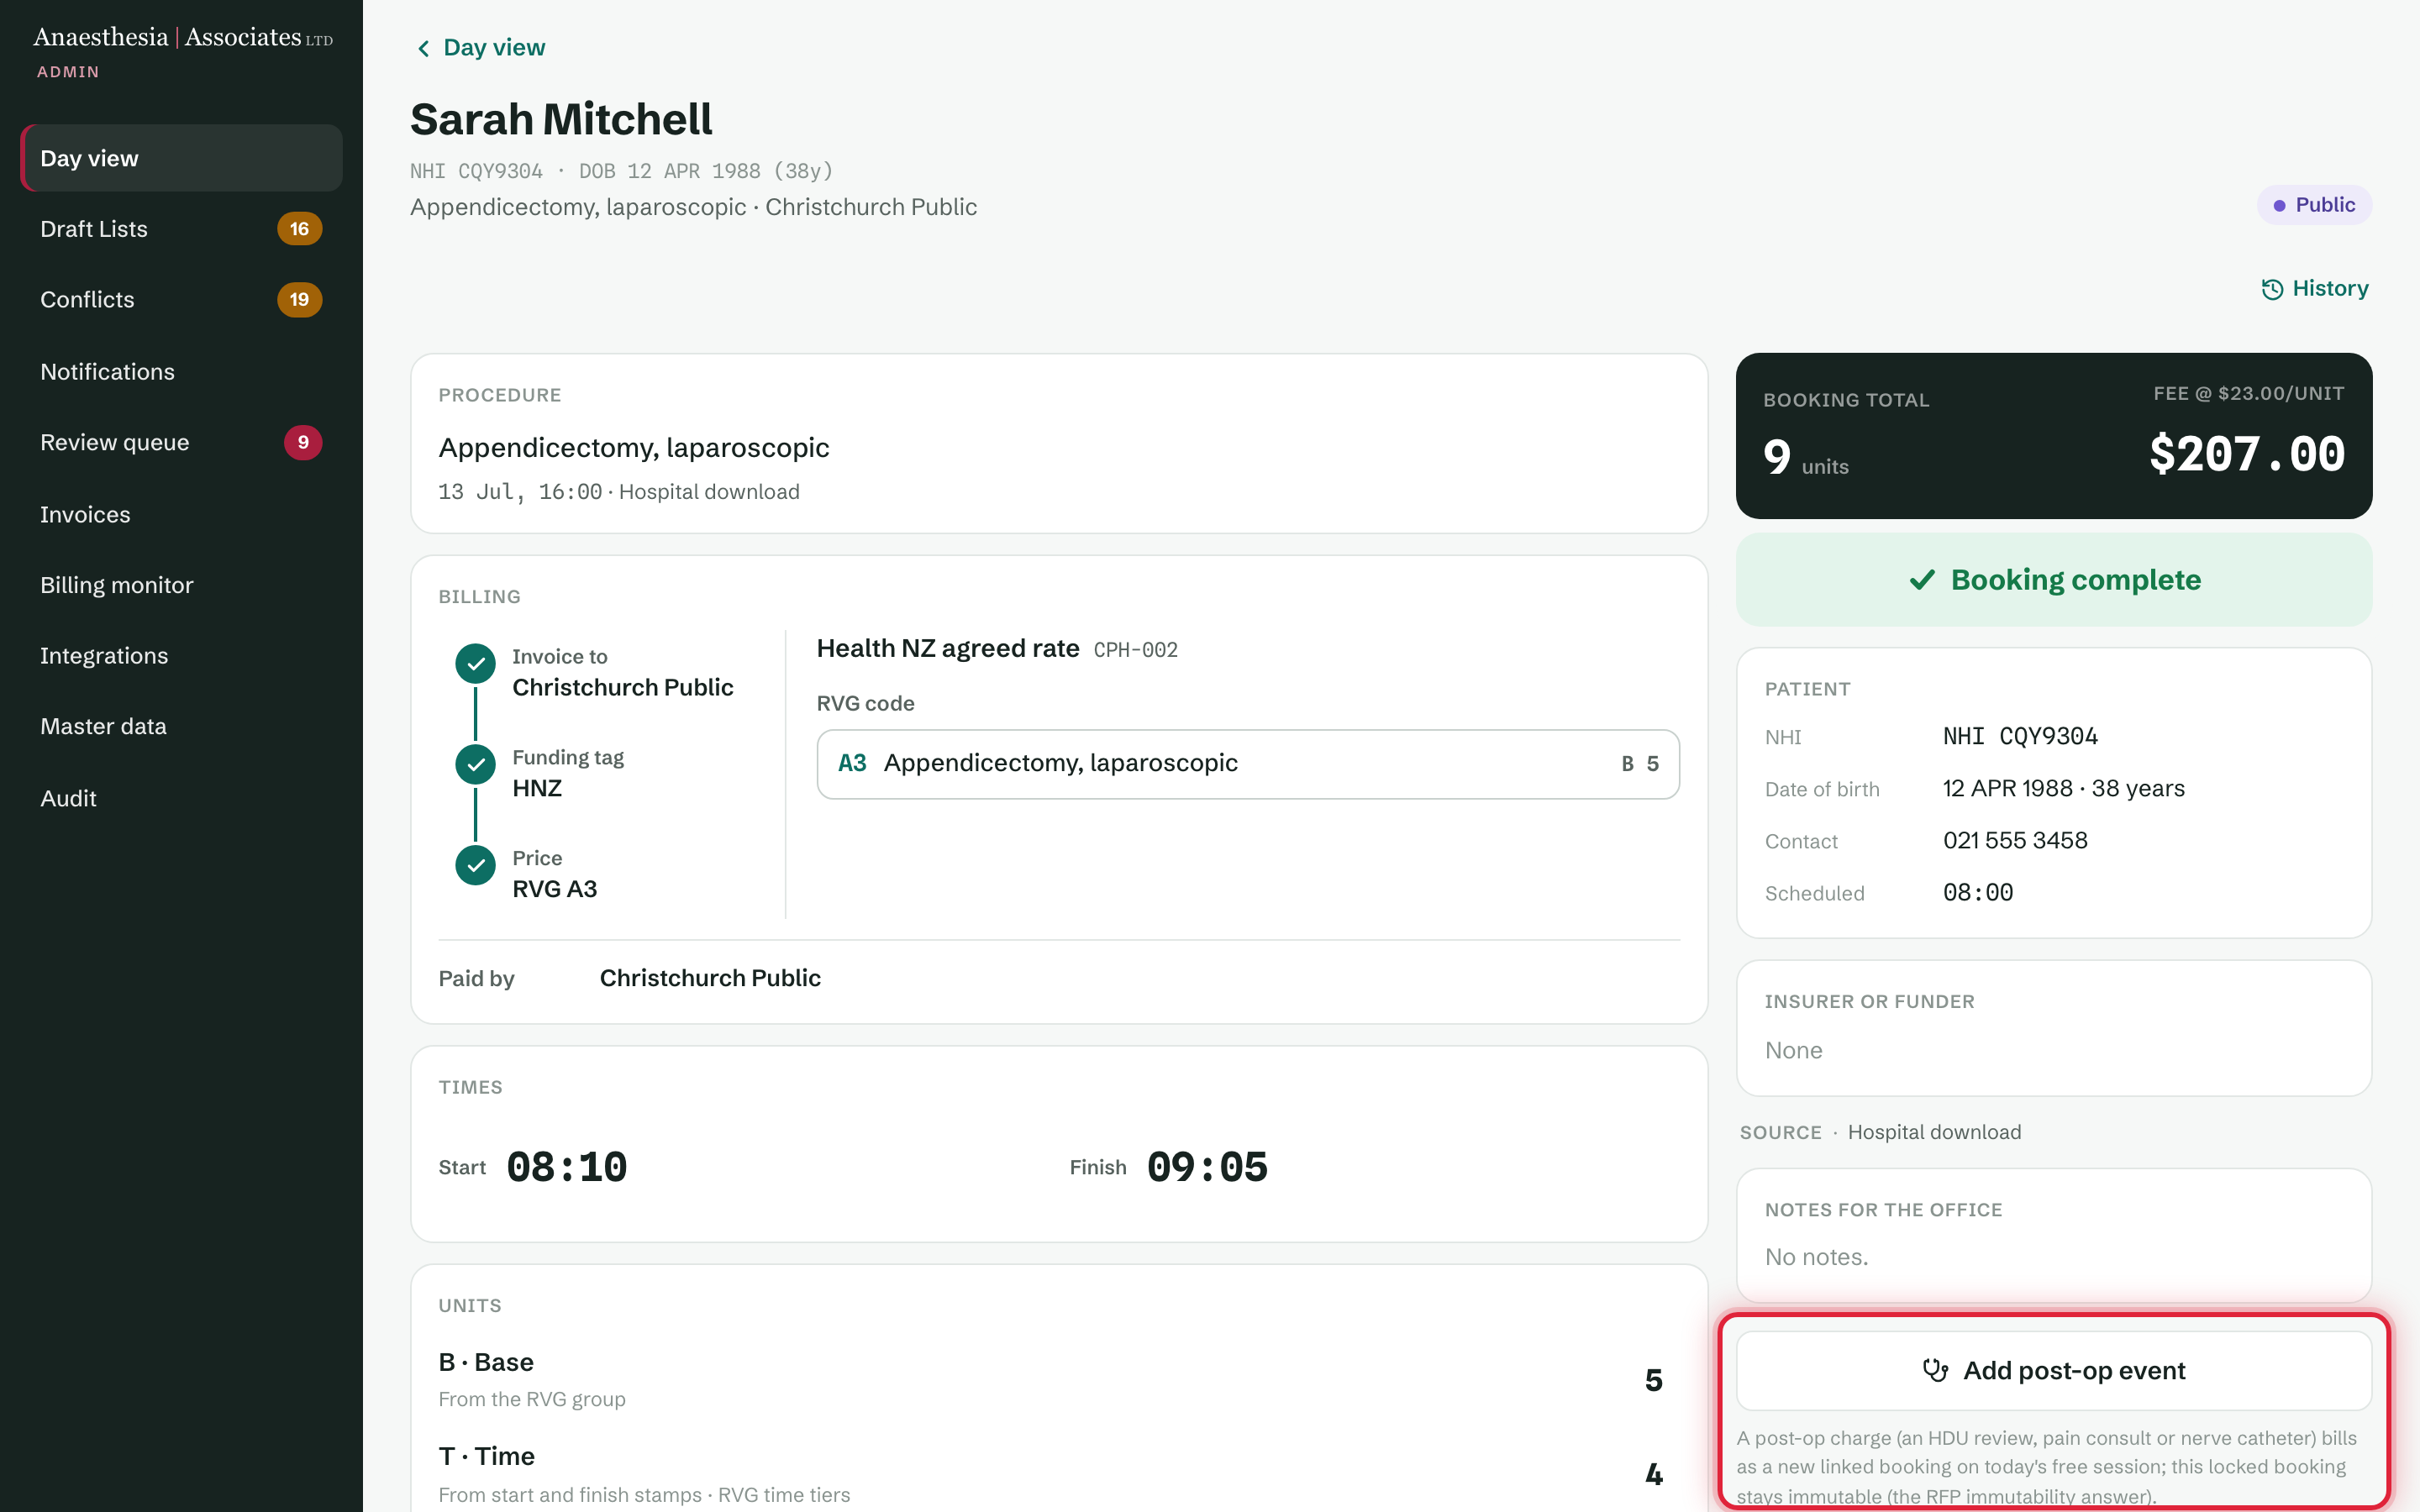 Anaesthesia | Associates LTD
ADMIN
Day view
Draft Lists 16
Conflicts 19
Notifications
Review queue 9
Invoices
Billing monitor
Integrations
Master data
Audit
Day view
Sarah Mitchell
NHI CQY9304 · DOB 12 APR 1988 (38y)
Appendicectomy, laparoscopic · Christchurch Public
Public
History
PROCEDURE
Appendicectomy, laparoscopic
13 Jul, 16:00 · Hospital download
BILLING
Invoice to
Christchurch Public
Funding tag
HNZ
Price
RVG A3
Health NZ agreed rate CPH-002
RVG code
A3 Appendicectomy, laparoscopic B 5
Paid by Christchurch Public
TIMES
Start 08:10 Finish 09:05
UNITS
B · Base 5
From the RVG group
T · Time 4
From start and finish stamps · RVG time tiers
BOOKING TOTAL FEE @ $23.00/UNIT
9 units $207.00
Booking complete
PATIENT
NHI NHI CQY9304
Date of birth 12 APR 1988 · 38 years
Contact 021 555 3458
Scheduled 08:00
INSURER OR FUNDER
None
SOURCE · Hospital download
NOTES FOR THE OFFICE
No notes.
Add post-op event
A post-op charge (an HDU review, pain consult or nerve catheter) bills
as a new linked booking on today's free session; this locked booking
stays immutable (the RFP immutability answer).